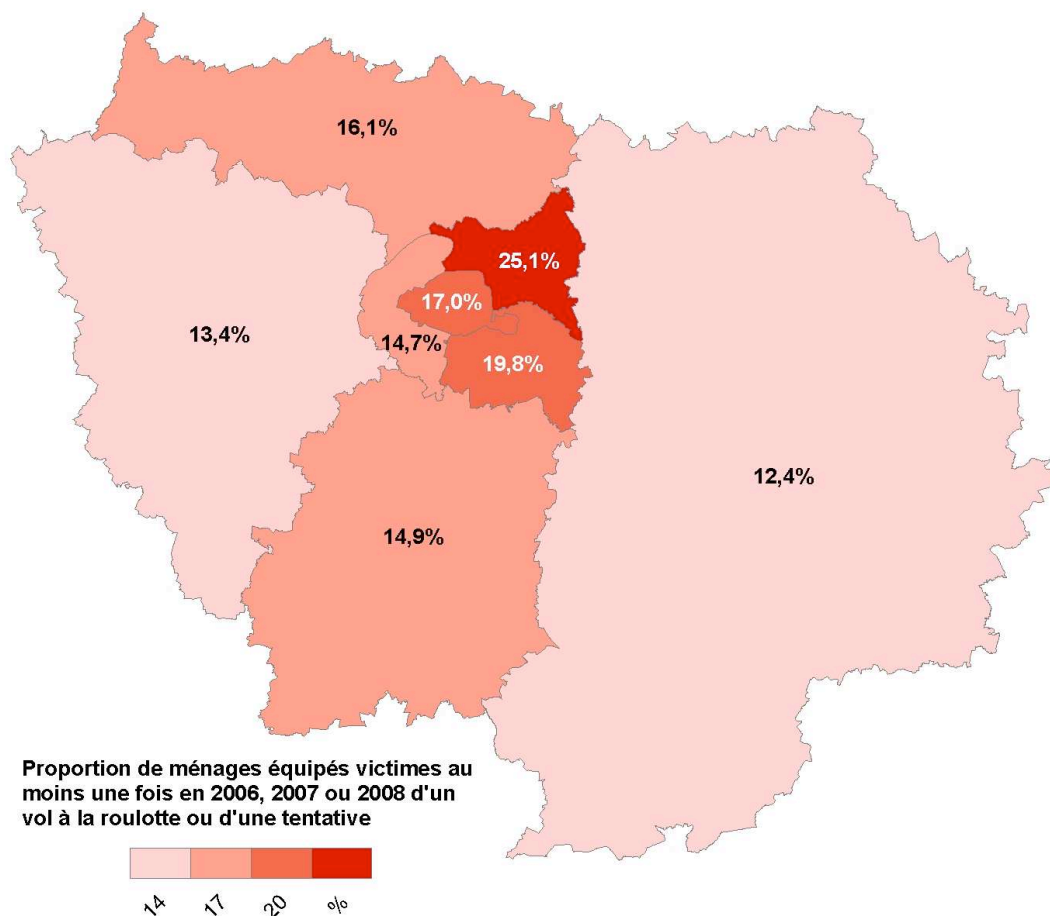 16,1%
25,1%
17,0%
13,4%
14,7%
19,8%
12,4%
14,9%
Proportion de ménages équipés victimes au
moins une fois en 2006, 2007 ou 2008 d'un
vol à la roulotte ou d'une tentative
14 17 20 %